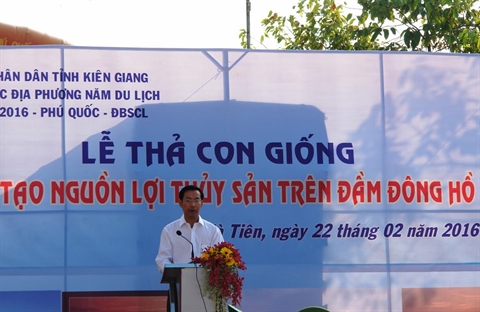 HÂN DÂN TỈNH KIÊN GIANG
C ĐỊA PHƯƠNG NĂM DU LỊCH
2016 - PHÚ QUỐC - ĐBSCL
LỄ THẢ CON GIỐNG
TẠO NGUỒN LỢI THỦY SẢN TRÊN ĐẦM ĐÔNG HỒ
Tiên, ngày 22 tháng 02 năm 2016